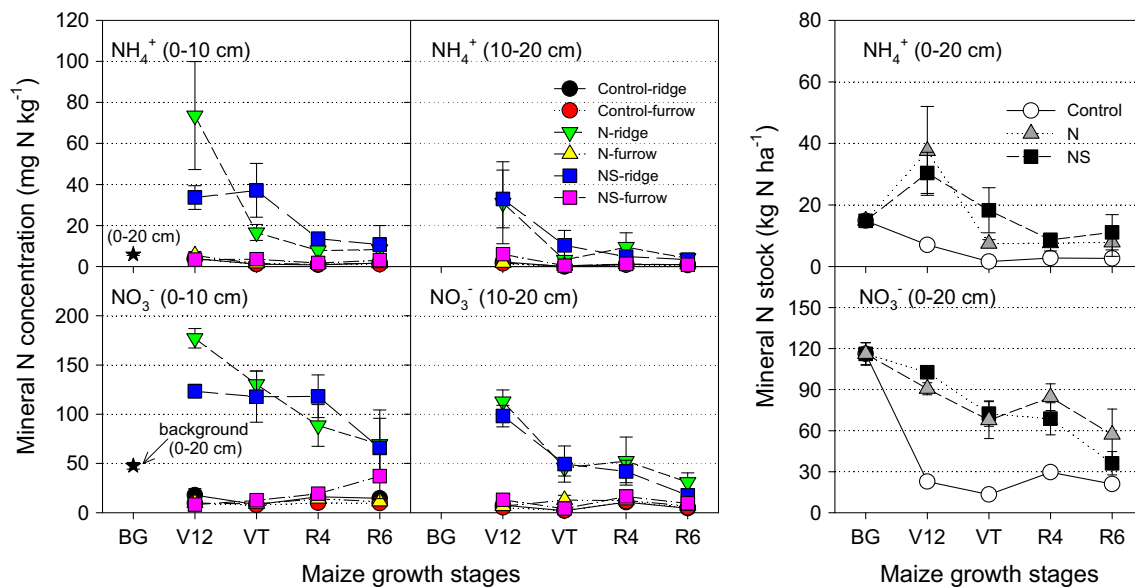 Mineral N concentration (mg N kg⁻¹)
120
100
80
60
40
20
0
NH₄⁺ (0-10 cm)
(0-20 cm)
NH₄⁺ (10-20 cm)
Control-ridge
Control-furrow
N-ridge
N-furrow
NS-ridge
NS-furrow
200
150
100
50
0
NO₃⁻ (0-10 cm)
background
(0-20 cm)
NO₃⁻ (10-20 cm)
BG V12 VT R4 R6
BG V12 VT R4 R6
Maize growth stages
Mineral N stock (kg N ha⁻¹)
80
60
40
20
0
NH₄⁺ (0-20 cm)
Control
N
NS
150
120
90
60
30
0
NO₃⁻ (0-20 cm)
BG V12 VT R4 R6
Maize growth stages